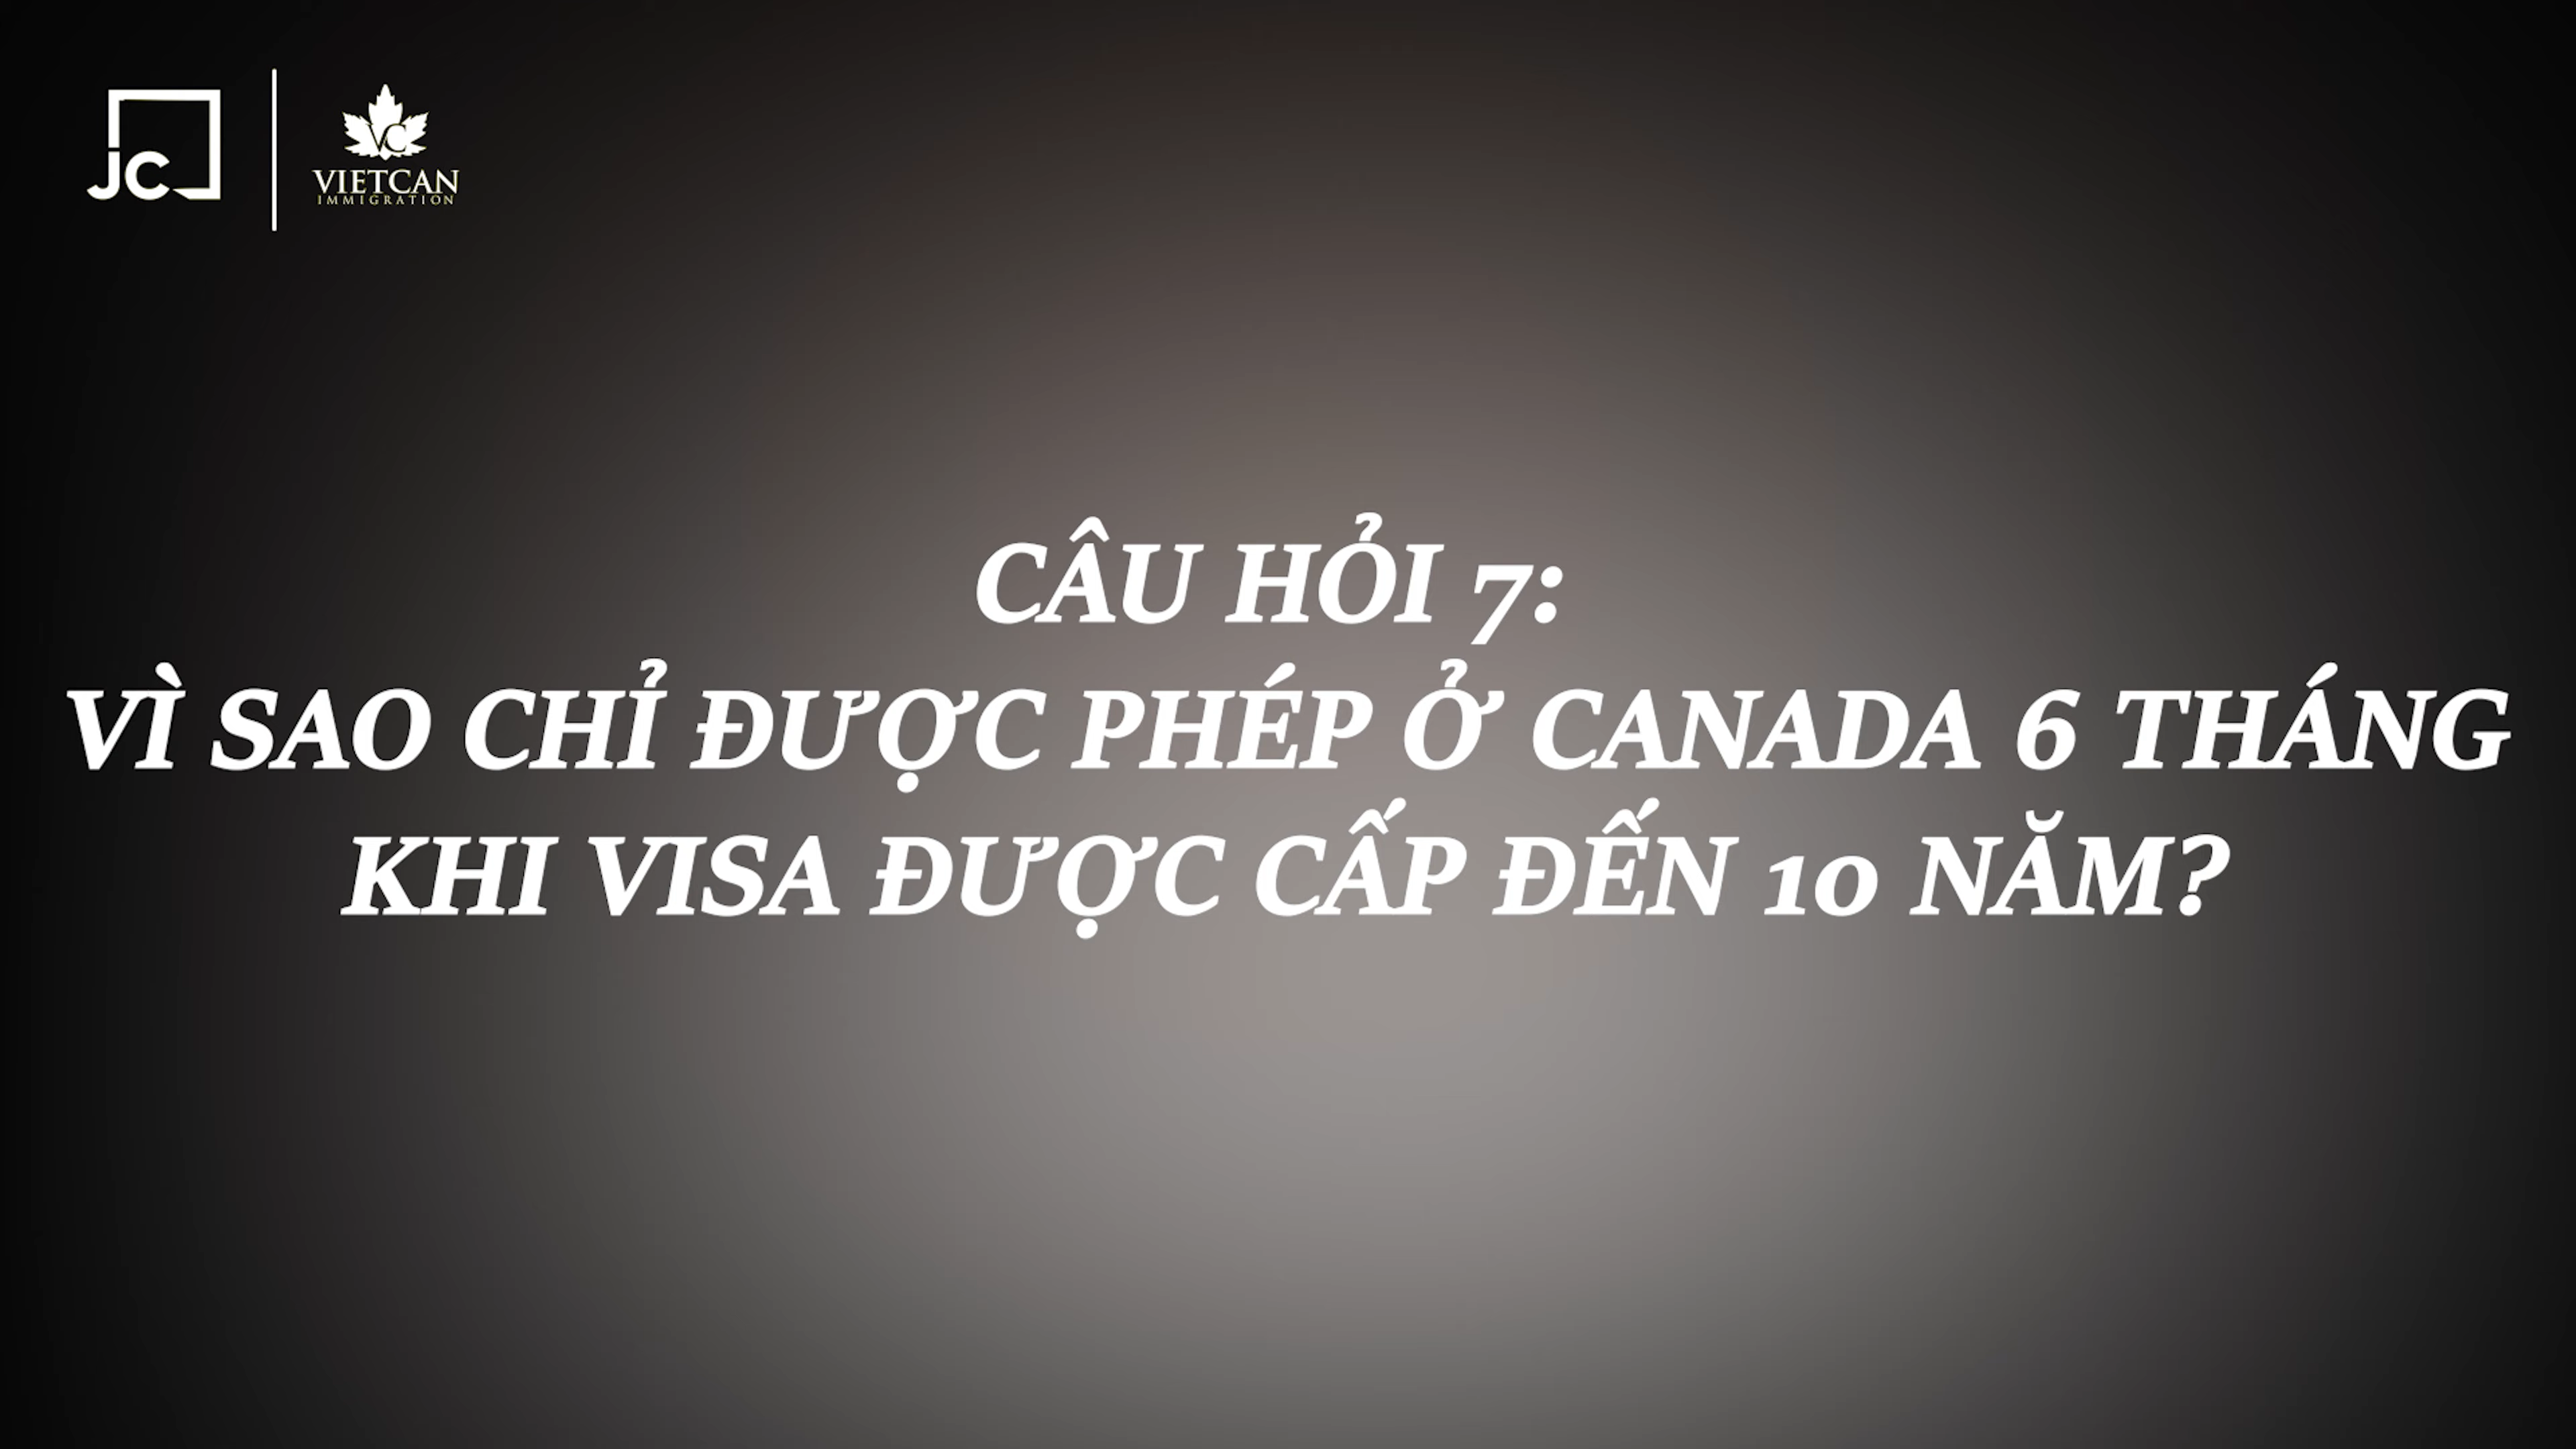 JC
VC
VIETCAN
IMMIGRATION
CÂU HỎI 7:
VÌ SAO CHỈ ĐƯỢC PHÉP Ở CANADA 6 THÁNG
KHI VISA ĐƯỢC CẤP ĐẾN 10 NĂM?